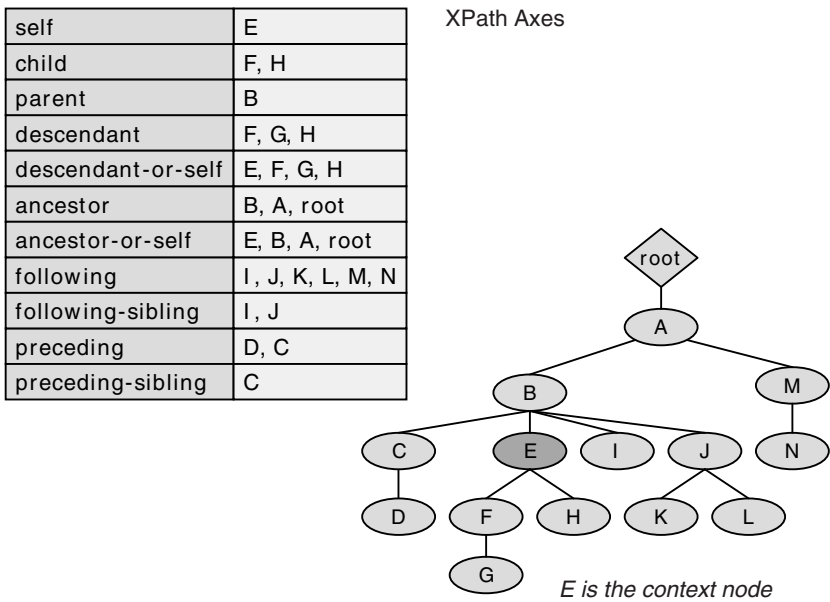 XPath Axes
self E
child F, H
parent B
descendant F, G, H
descendant-or-self E, F, G, H
ancestor B, A, root
ancestor-or-self E, B, A, root
following I, J, K, L, M, N
following-sibling I, J
preceding D, C
preceding-sibling C
root
A
B M
C E I J N
D F H K L
G
E is the context node